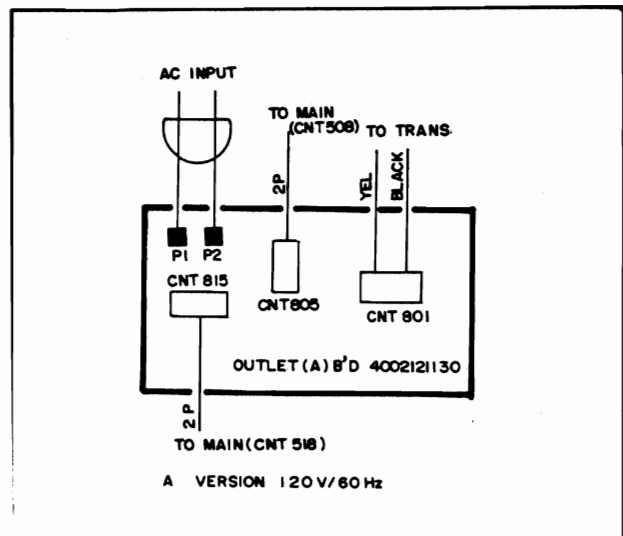 AC INPUT
TO MAIN
(CNT508)
TO TRANS.
2P
YEL
BLACK
P1 P2
CNT 815
CNT805
CNT 801
OUTLET(A) B'D 4002121130
2P
TO MAIN(CNT 518)
A VERSION 120V/60Hz